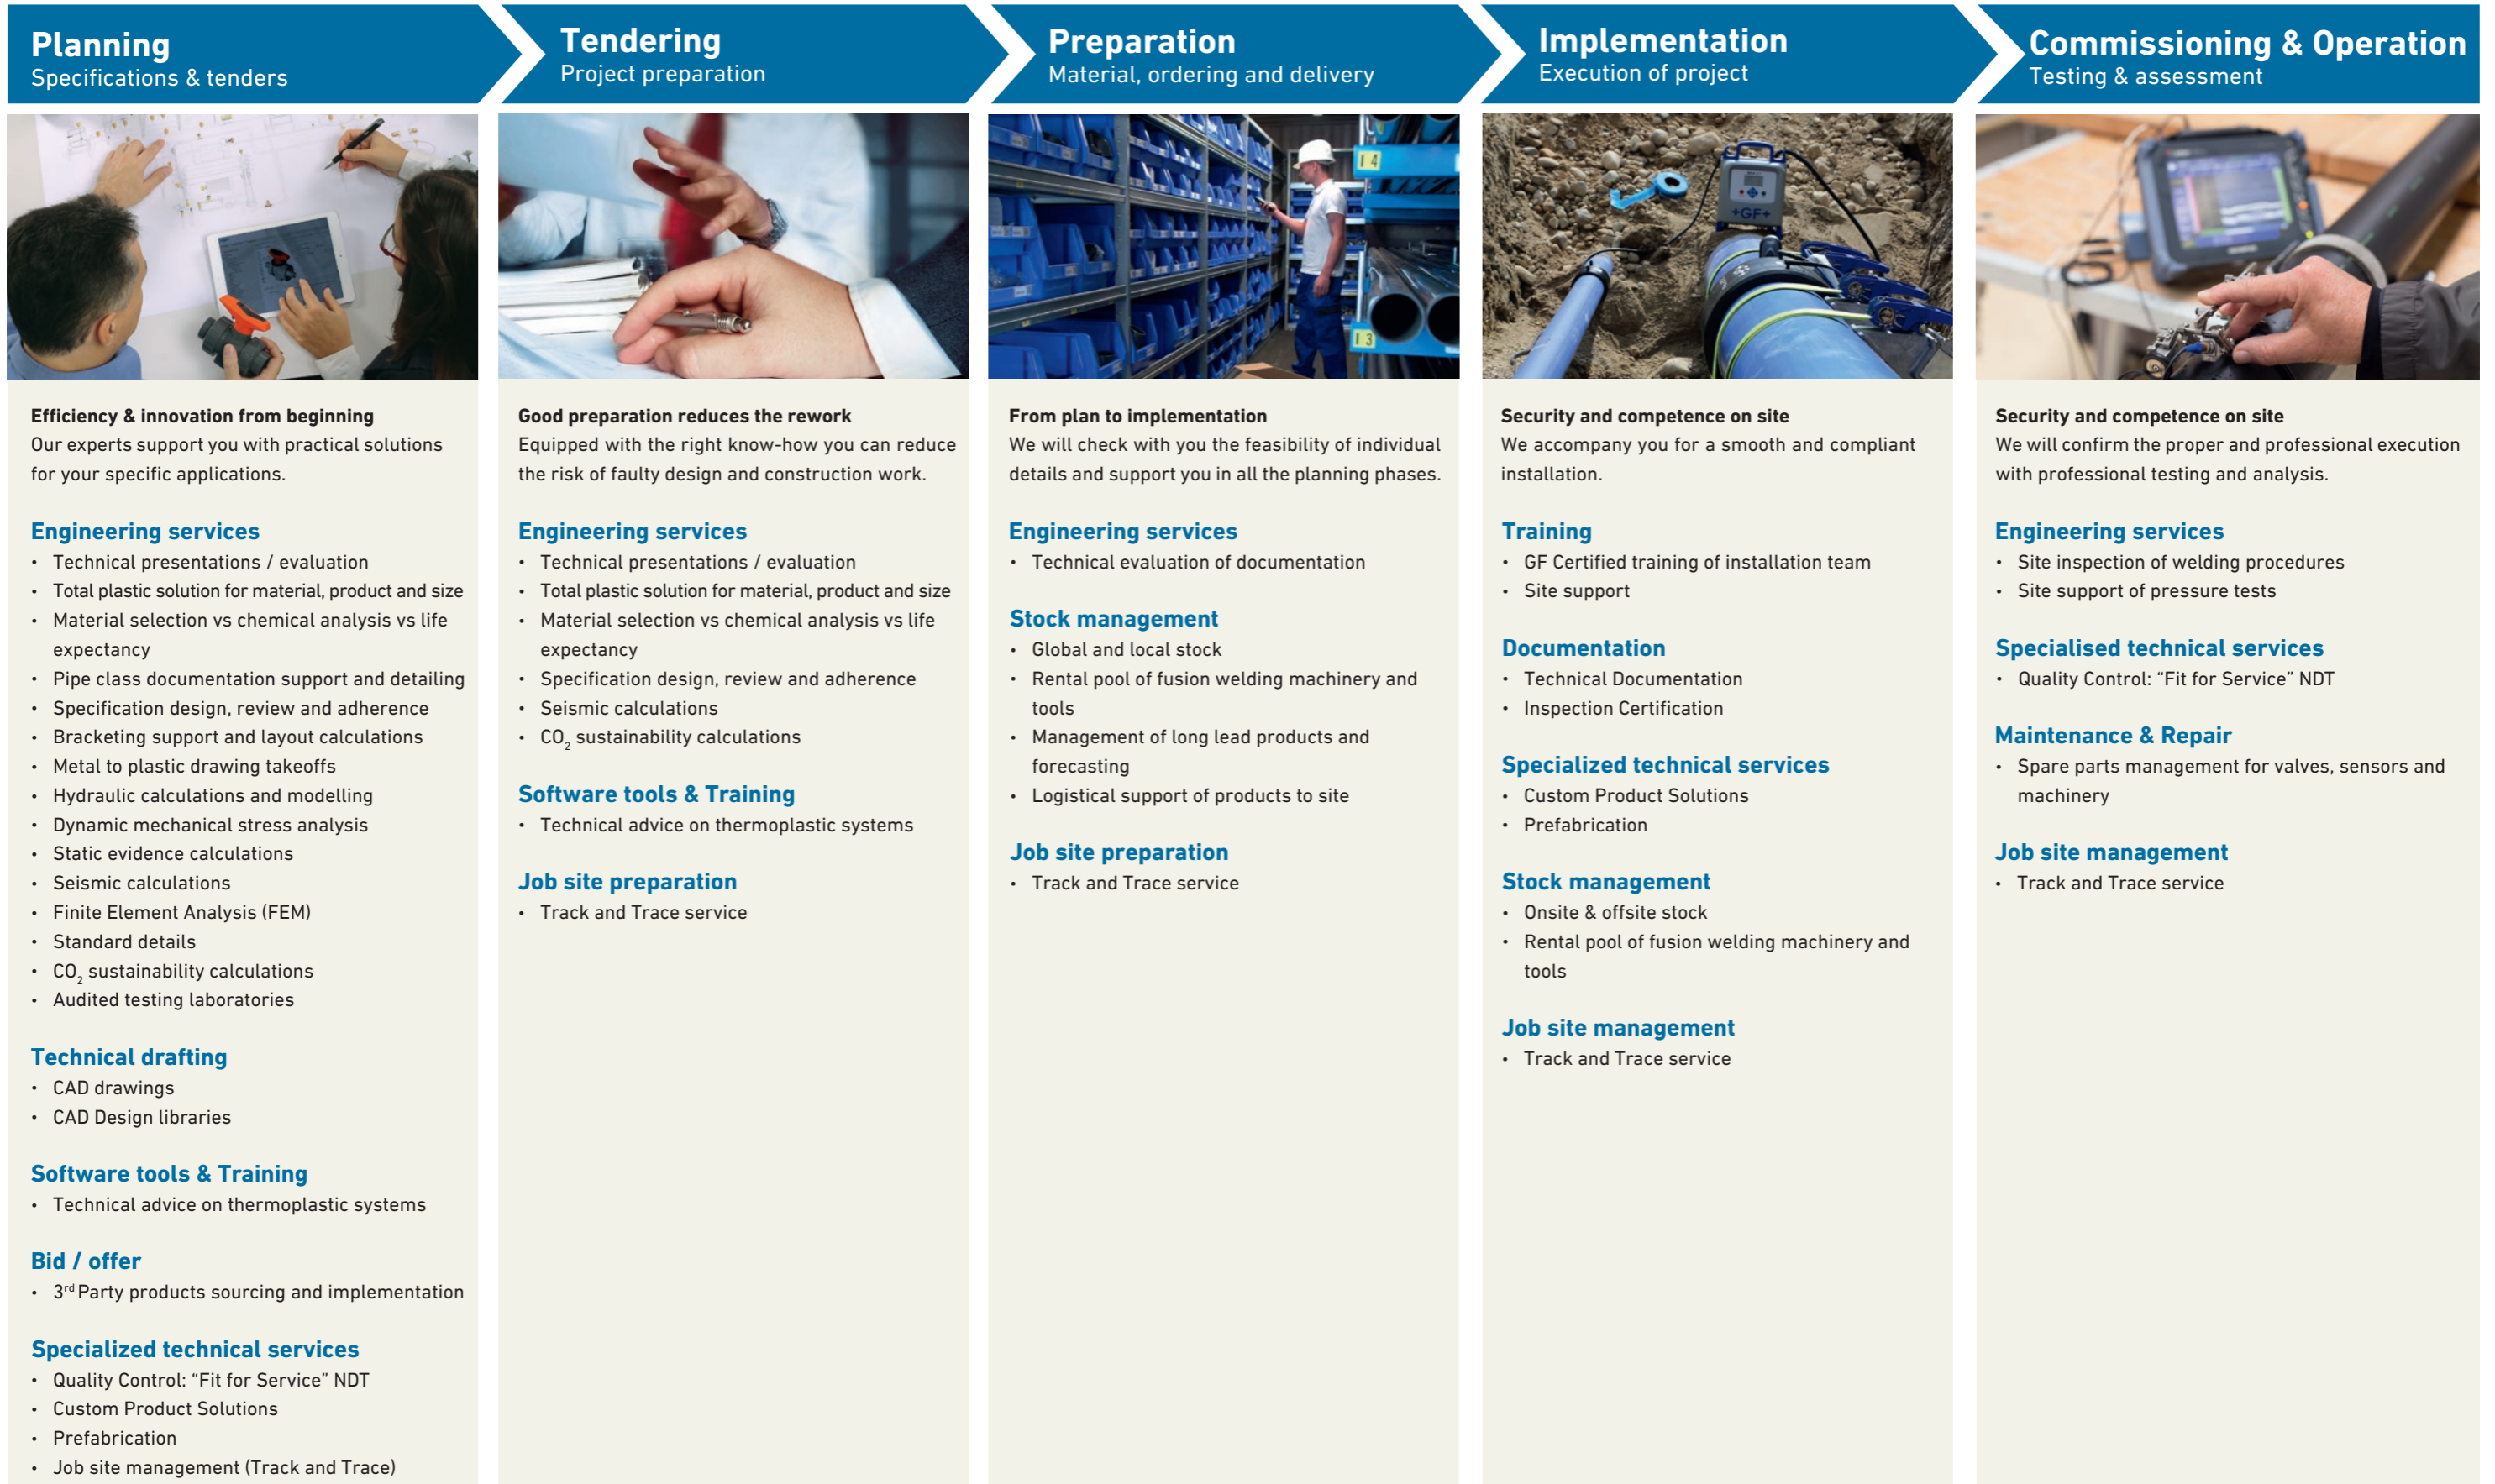 Planning
Specifications & tenders
Efficiency & innovation from beginning
Our experts support you with practical solutions
for your specific applications.
Engineering services
• Technical presentations / evaluation
• Total plastic solution for material, product and size
• Material selection vs chemical analysis vs life
expectancy
• Pipe class documentation support and detailing
• Specification design, review and adherence
• Bracketing support and layout calculations
• Metal to plastic drawing takeoffs
• Hydraulic calculations and modelling
• Dynamic mechanical stress analysis
• Static evidence calculations
• Seismic calculations
• Finite Element Analysis (FEM)
• Standard details
• CO₂ sustainability calculations
• Audited testing laboratories
Technical drafting
• CAD drawings
• CAD Design libraries
Software tools & Training
• Technical advice on thermoplastic systems
Bid / offer
• 3rd Party products sourcing and implementation
Specialized technical services
• Quality Control: “Fit for Service” NDT
• Custom Product Solutions
• Prefabrication
• Job site management (Track and Trace)
Tendering
Project preparation
Good preparation reduces the rework
Equipped with the right know-how you can reduce
the risk of faulty design and construction work.
Engineering services
• Technical presentations / evaluation
• Total plastic solution for material, product and size
• Material selection vs chemical analysis vs life
expectancy
• Specification design, review and adherence
• Seismic calculations
• CO₂ sustainability calculations
Software tools & Training
• Technical advice on thermoplastic systems
Job site preparation
• Track and Trace service
Preparation
Material, ordering and delivery
14
13
From plan to implementation
We will check with you the feasibility of individual
details and support you in all the planning phases.
Engineering services
• Technical evaluation of documentation
Stock management
• Global and local stock
• Rental pool of fusion welding machinery and
tools
• Management of long lead products and
forecasting
• Logistical support of products to site
Job site preparation
• Track and Trace service
Implementation
Execution of project
+GF+
Security and competence on site
We accompany you for a smooth and compliant
installation.
Training
• GF Certified training of installation team
• Site support
Documentation
• Technical Documentation
• Inspection Certification
Specialized technical services
• Custom Product Solutions
• Prefabrication
Stock management
• Onsite & offsite stock
• Rental pool of fusion welding machinery and
tools
Job site management
• Track and Trace service
Commissioning & Operation
Testing & assessment
Security and competence on site
We will confirm the proper and professional execution
with professional testing and analysis.
Engineering services
• Site inspection of welding procedures
• Site support of pressure tests
Specialised technical services
• Quality Control: “Fit for Service” NDT
Maintenance & Repair
• Spare parts management for valves, sensors and
machinery
Job site management
• Track and Trace service